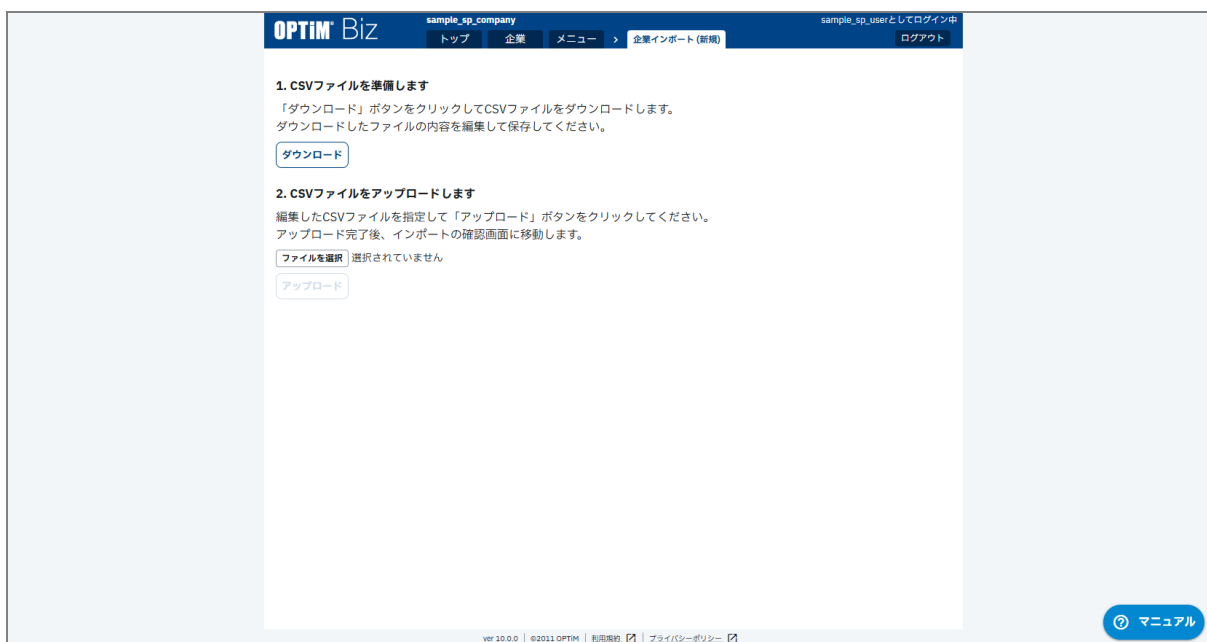 OPTiM Biz
sample_sp_company
sample_sp_userとしてログイン中
トップ 企業 メニュー > 企業インポート (新規)
ログアウト
1. CSVファイルを準備します
「ダウンロード」ボタンをクリックしてCSVファイルをダウンロードします。
ダウンロードしたファイルの内容を編集して保存してください。
ダウンロード
2. CSVファイルをアップロードします
編集したCSVファイルを指定して「アップロード」ボタンをクリックしてください。
アップロード完了後、インポートの確認画面に移動します。
ファイルを選択 選択されていません
アップロード
ver 10.0.0 | ©2011 OPTiM | 利用規約 | プライバシーポリシー
? マニュアル